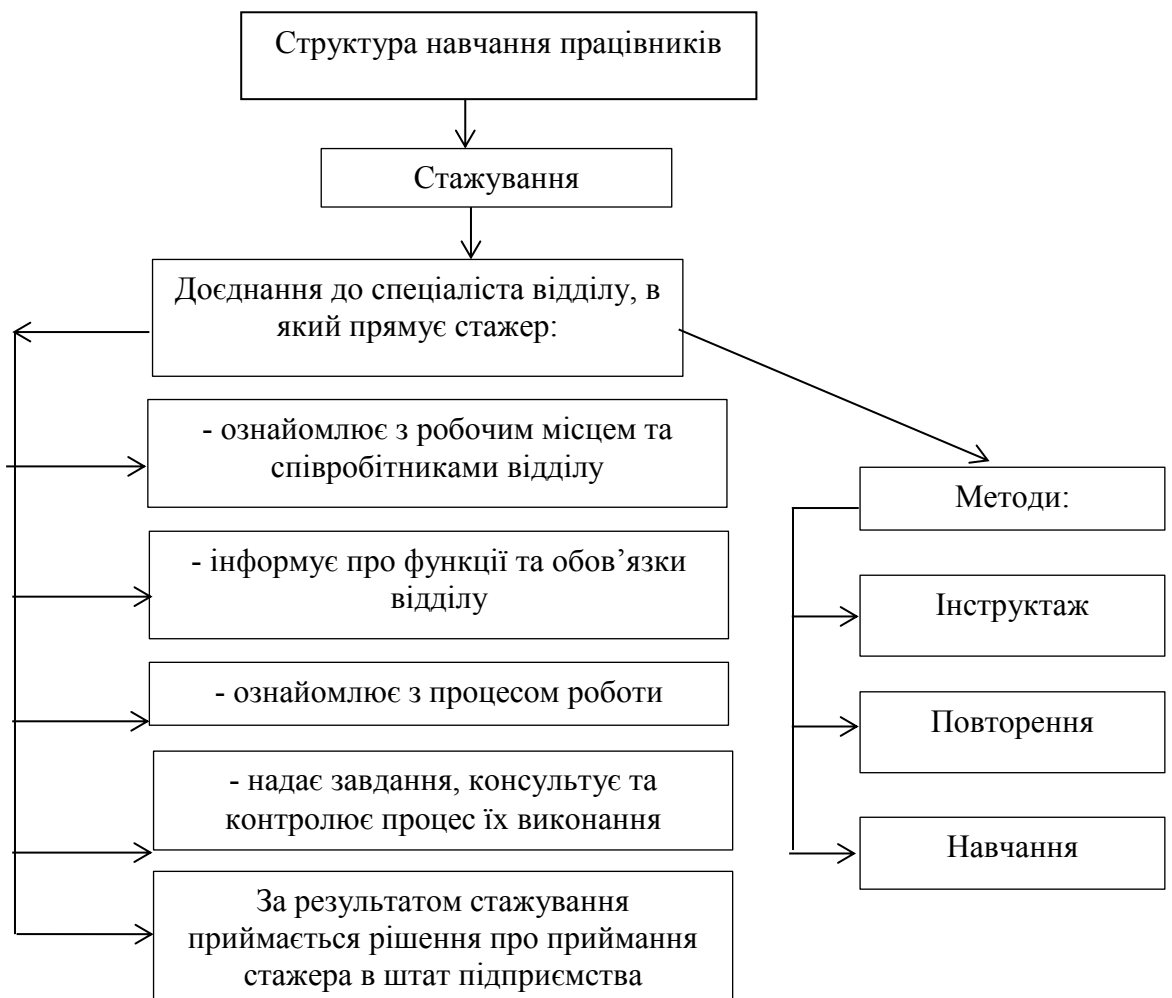 Структура навчання працівників
Стажування
Доєднання до спеціаліста відділу, в
який прямує стажер:
- ознайомлює з робочим місцем та
співробітниками відділу
- інформує про функції та обов’язки
відділу
- ознайомлює з процесом роботи
- надає завдання, консультує та
контролює процес їх виконання
За результатом стажування
приймається рішення про приймання
стажера в штат підприємства
Методи:
Інструктаж
Повторення
Навчання